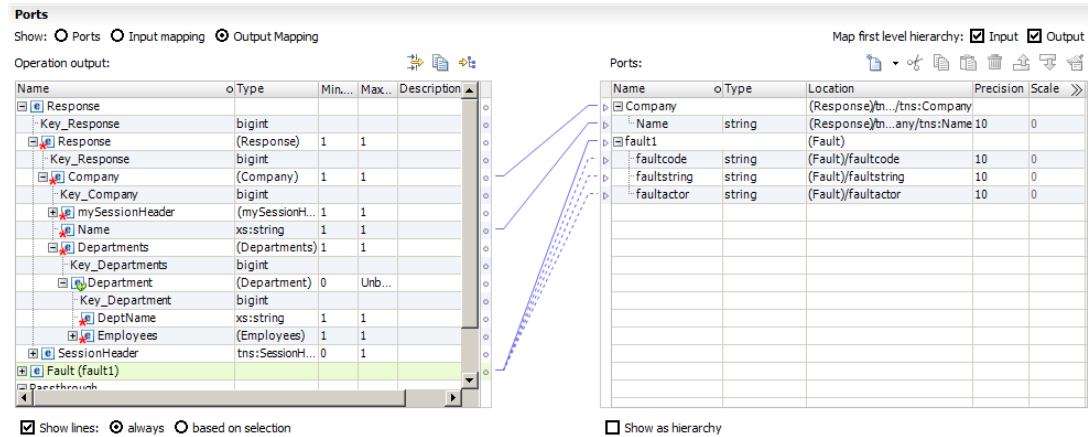 Ports
Show: Ports Input mapping Output Mapping
Map first level hierarchy: Input Output
Operation output:
Ports:
Name Type Min.... Max... Description
Response
Key_Response bigint
Response (Response) 1 1
Key_Response bigint
Company (Company) 1 1
Key_Company bigint
mySessionHeader (mySessionH... 1 1
Name xs:string 1 1
Departments (Departments) 1 1
Key_Departments bigint
Department (Department) 0 Unb...
Key_Department bigint
DeptName xs:string 1 1
Employees (Employees) 1 1
SessionHeader tns:SessionH... 0 1
Fault (fault1)
Passthrough
Name Type Location Precision Scale
Company (Response)/tn.../tns:Company
Name string (Response)/tn...any/tns:Name 10 0
fault1 (Fault)
faultcode string (Fault)/faultcode 10 0
faultstring string (Fault)/faultstring 10 0
faultactor string (Fault)/faultactor 10 0
Show lines: always based on selection
Show as hierarchy